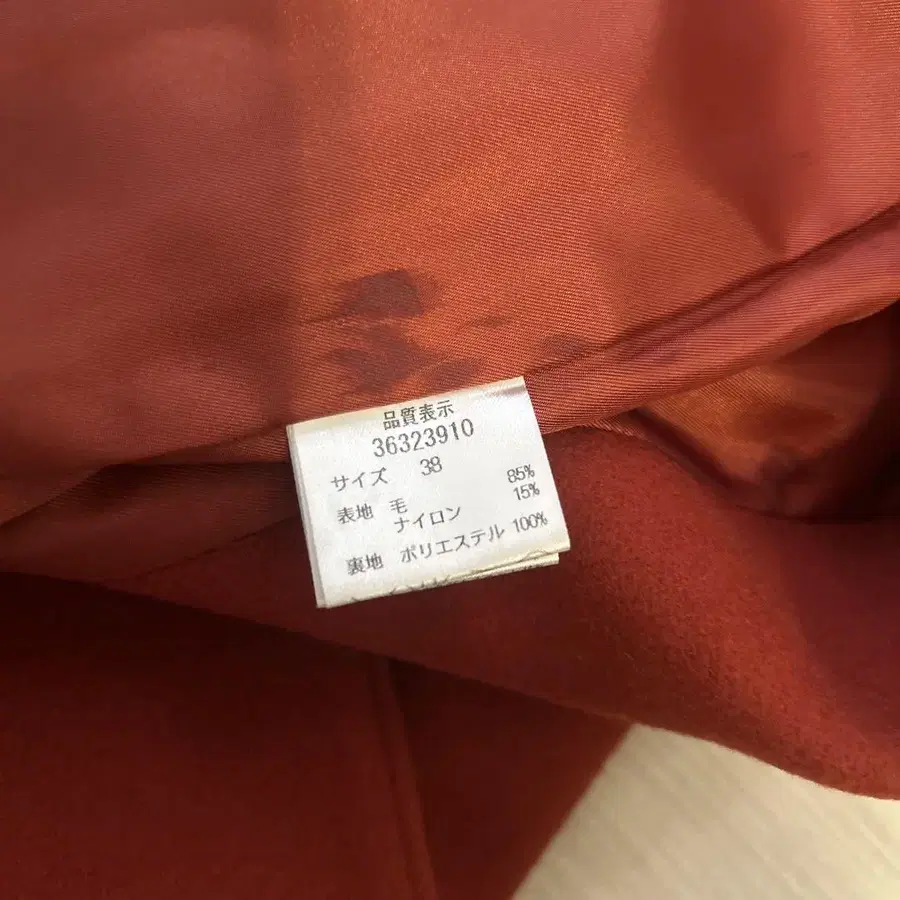 品質表示
36323910
サイズ 38
表地 毛 85%
ナイロン 15%
裏地 ポリエステル 100%